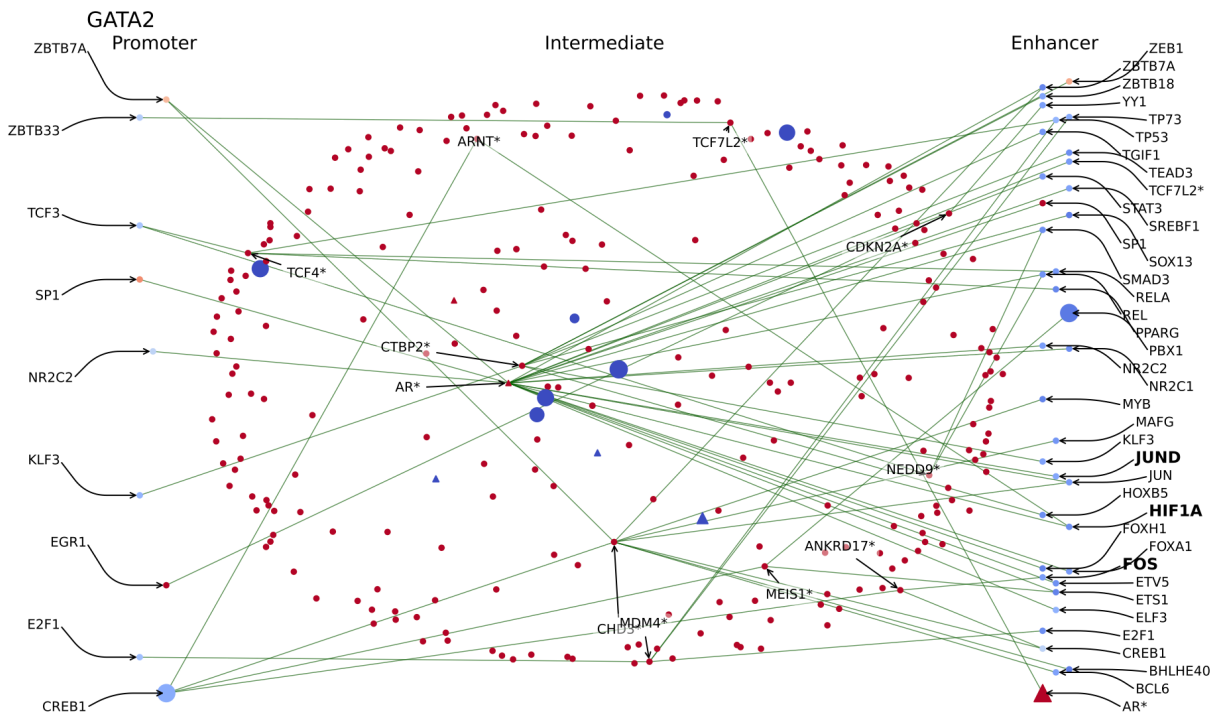 GATA2
Promoter
Intermediate
Enhancer
ZBTB7A
ZBTB33
TCF3
SP1
NR2C2
KLF3
EGR1
E2F1
CREB1
ARNT*
TCF7L2*
CDKN2A*
TCF4*
CTBP2*
AR*
NEDD9*
ANKRD17*
MEIS1*
MDM4*
CHD3*
ZEB1
ZBTB7A
ZBTB18
YY1
TP73
TP53
TGIF1
TEAD3
TCF7L2*
STAT3
SREBF1
SP1
SOX13
SMAD3
RELA
REL
PPARG
PBX1
NR2C2
NR2C1
MYB
MAFG
KLF3
JUND
JUN
HOXB5
HIF1A
FOXH1
FOXA1
FOS
ETV5
ETS1
ELF3
E2F1
CREB1
BHLHE40
BCL6
AR*